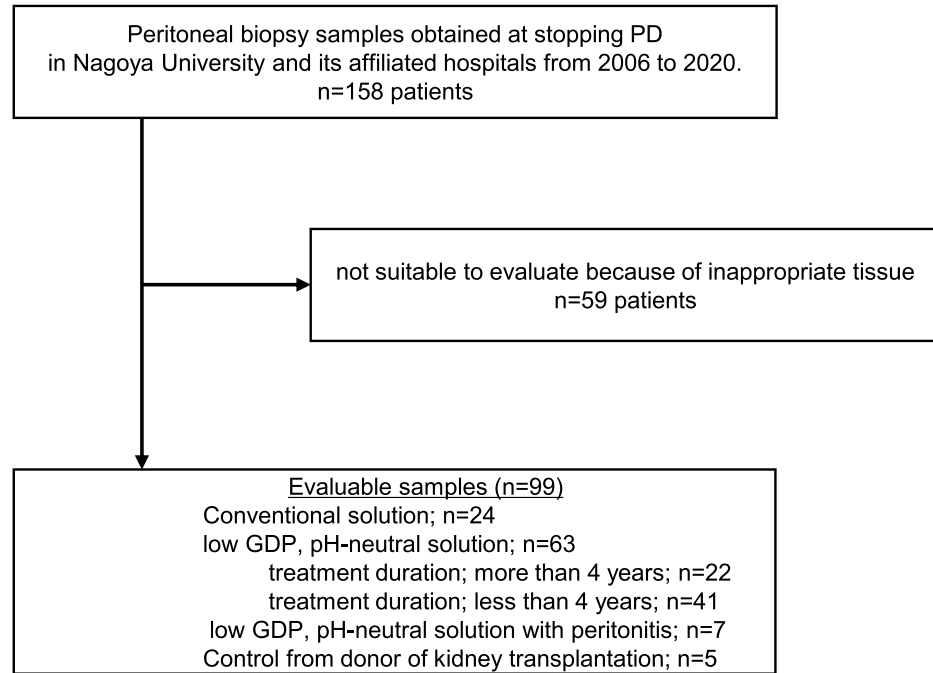 Peritoneal biopsy samples obtained at stopping PD
in Nagoya University and its affiliated hospitals from 2006 to 2020.
n=158 patients
not suitable to evaluate because of inappropriate tissue
n=59 patients
Evaluable samples (n=99)
Conventional solution; n=24
low GDP, pH-neutral solution; n=63
treatment duration; more than 4 years; n=22
treatment duration; less than 4 years; n=41
low GDP, pH-neutral solution with peritonitis; n=7
Control from donor of kidney transplantation; n=5